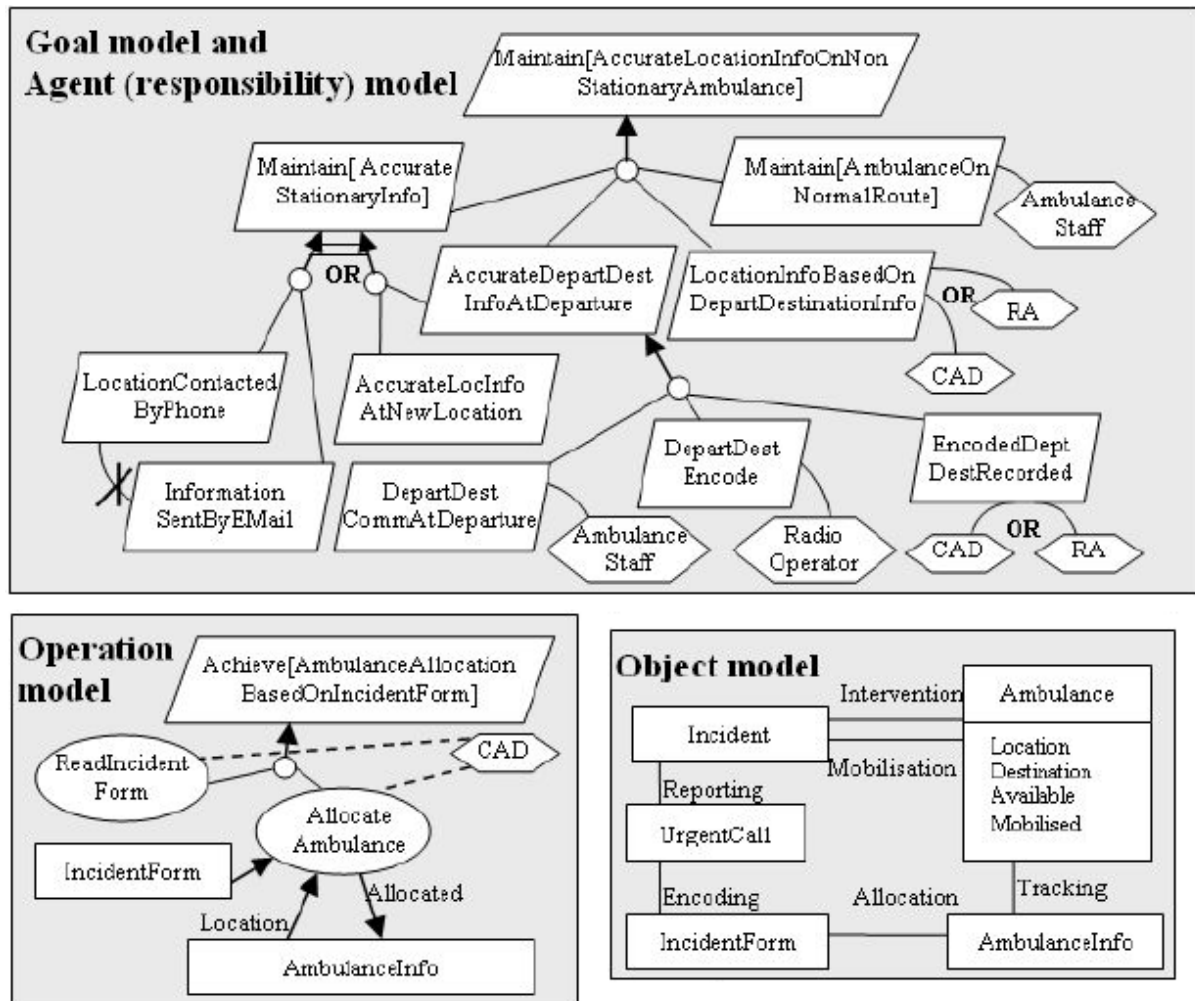 Goal model and
Agent (responsibility) model
Maintain[AccurateLocationInfoOnNon
StationaryAmbulance]
Maintain[ Accurate
StationaryInfo]
Maintain[AmbulanceOn
NormalRoute]
Ambulance
Staff
OR
AccurateDepartDest
InfoAtDeparture
LocationInfoBasedOn
DepartDestinationInfo
OR
RA
CAD
LocationContacted
ByPhone
AccurateLocInfo
AtNewLocation
Information
SentByEMail
DepartDest
CommAtDeparture
Ambulance
Staff
DepartDest
Encode
Radio
Operator
EncodedDept
DestRecorded
CAD
OR
RA
Operation
model
Achieve[AmbulanceAllocation
BasedOnIncidentForm]
CAD
ReadIncident
Form
Allocate
Ambulance
IncidentForm
Location
Allocated
AmbulanceInfo
Object model
Intervention
Ambulance
Incident
Mobilisation
Location
Destination
Available
Mobilised
Reporting
UrgentCall
Encoding
Allocation
Tracking
IncidentForm
AmbulanceInfo